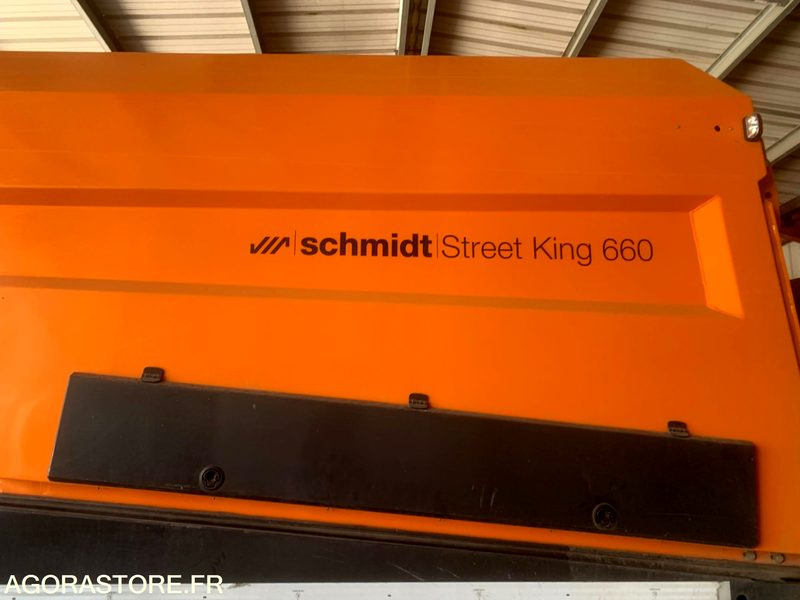 schmidt Street King 660
AGORASTORE.FR